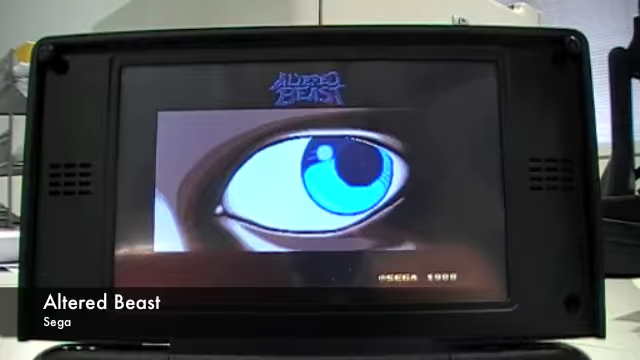 ALTERED
BEAST
©SEGA 1988
Altered Beast
Sega